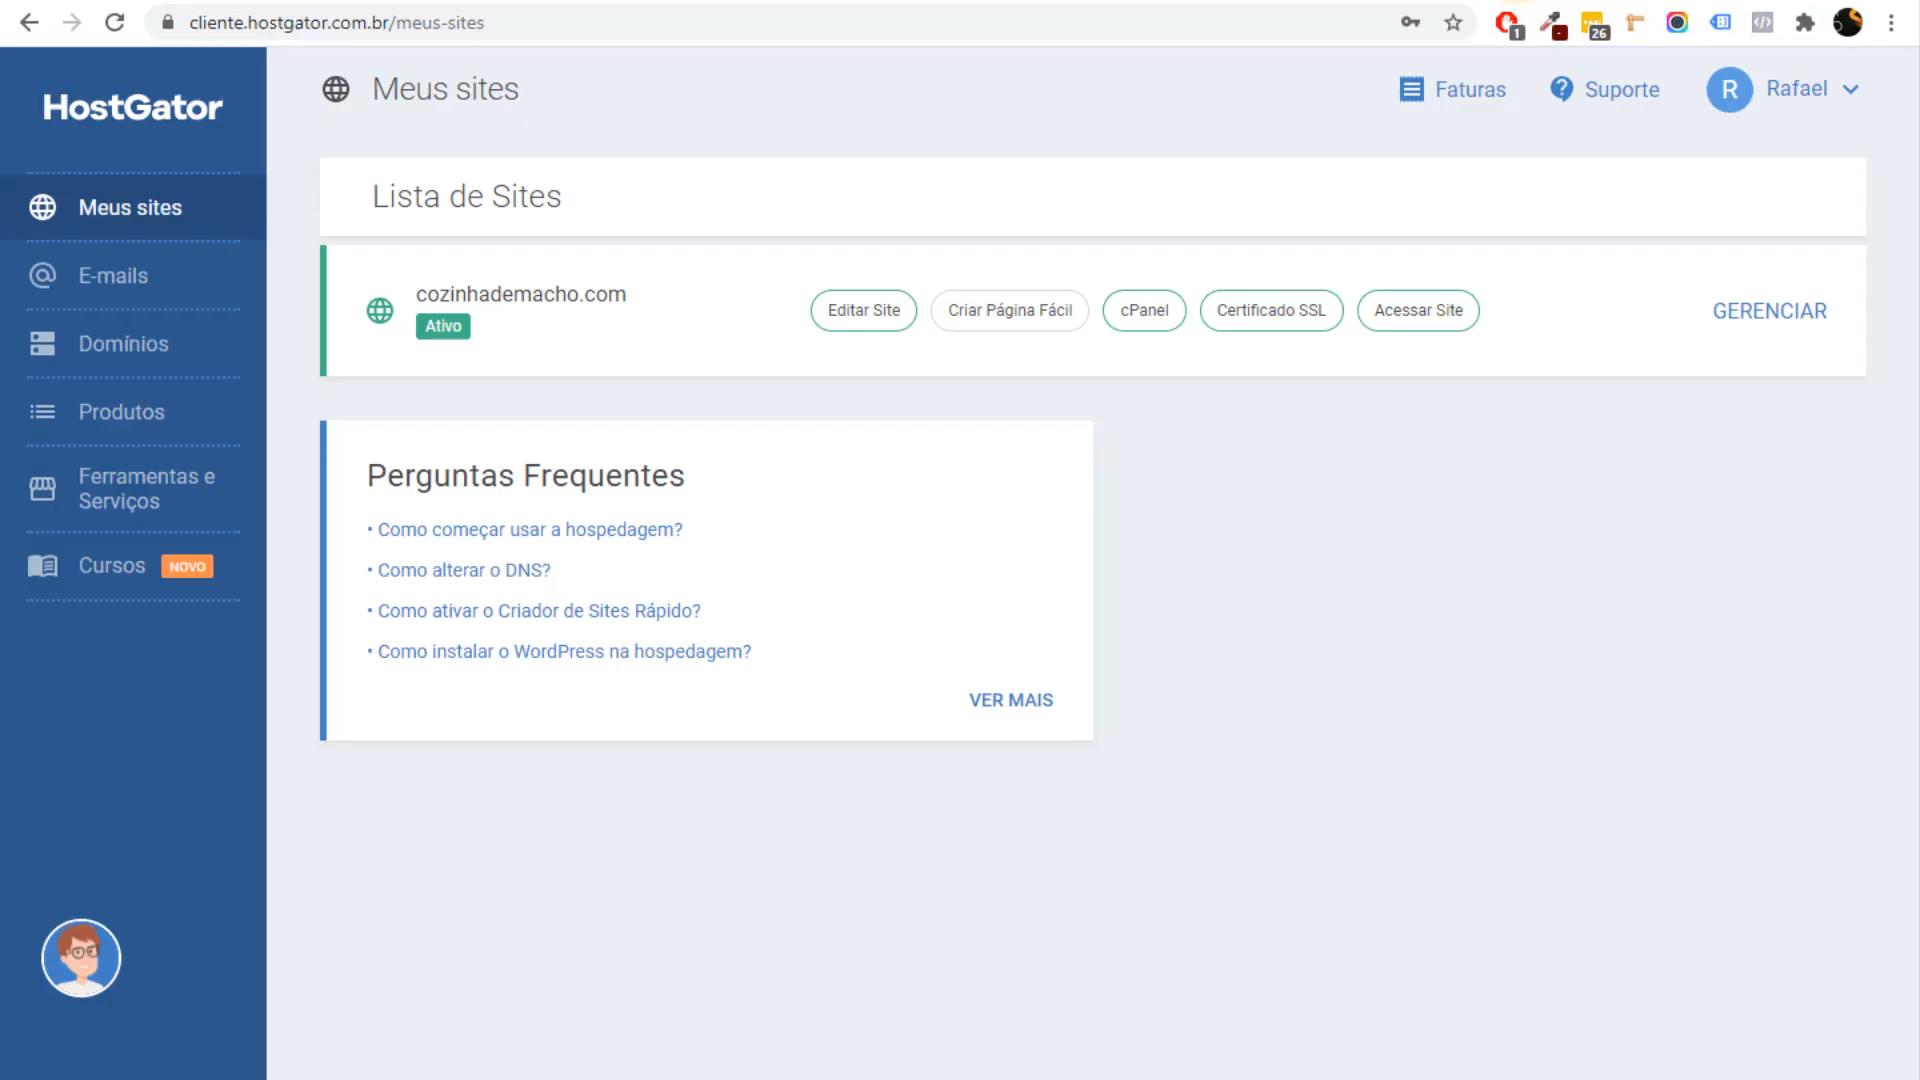 cliente.hostgator.com.br/meus-sites
1
26
HostGator
Meus sites
Faturas
Suporte
R
Rafael
Meus sites
E-mails
Domínios
Produtos
Ferramentas e
Serviços
Cursos NOVO
Lista de Sites
cozinhademacho.com
Ativo
Editar Site
Criar Página Fácil
cPanel
Certificado SSL
Acessar Site
GERENCIAR
Perguntas Frequentes
• Como começar usar a hospedagem?
• Como alterar o DNS?
• Como ativar o Criador de Sites Rápido?
• Como instalar o WordPress na hospedagem?
VER MAIS